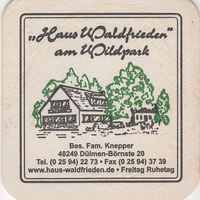 „Haus Waldfrieden"
am Wildpark
Bes. Fam. Knepper
48249 Dülmen-Börnste 20
Tel. (0 25 94) 22 73 • Fax (0 25 94) 37 39
www.haus-waldfrieden.de • Freitag Ruhetag